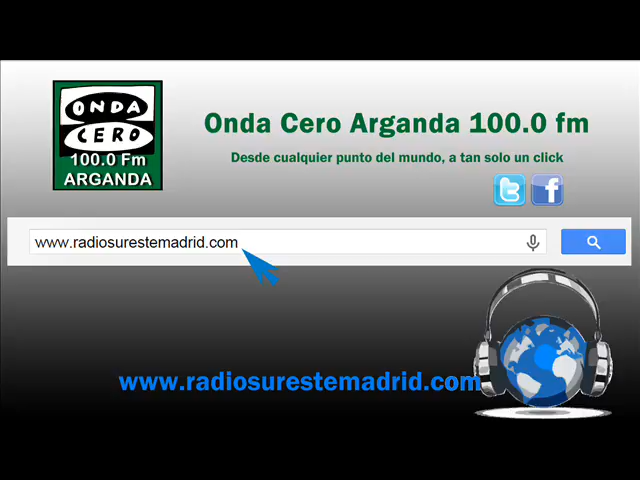 ONDA
CERO
100.0 Fm
ARGANDA
Onda Cero Arganda 100.0 fm
Desde cualquier punto del mundo, a tan solo un click
www.radiosurestemadrid.com
www.radiosurestemadrid.com